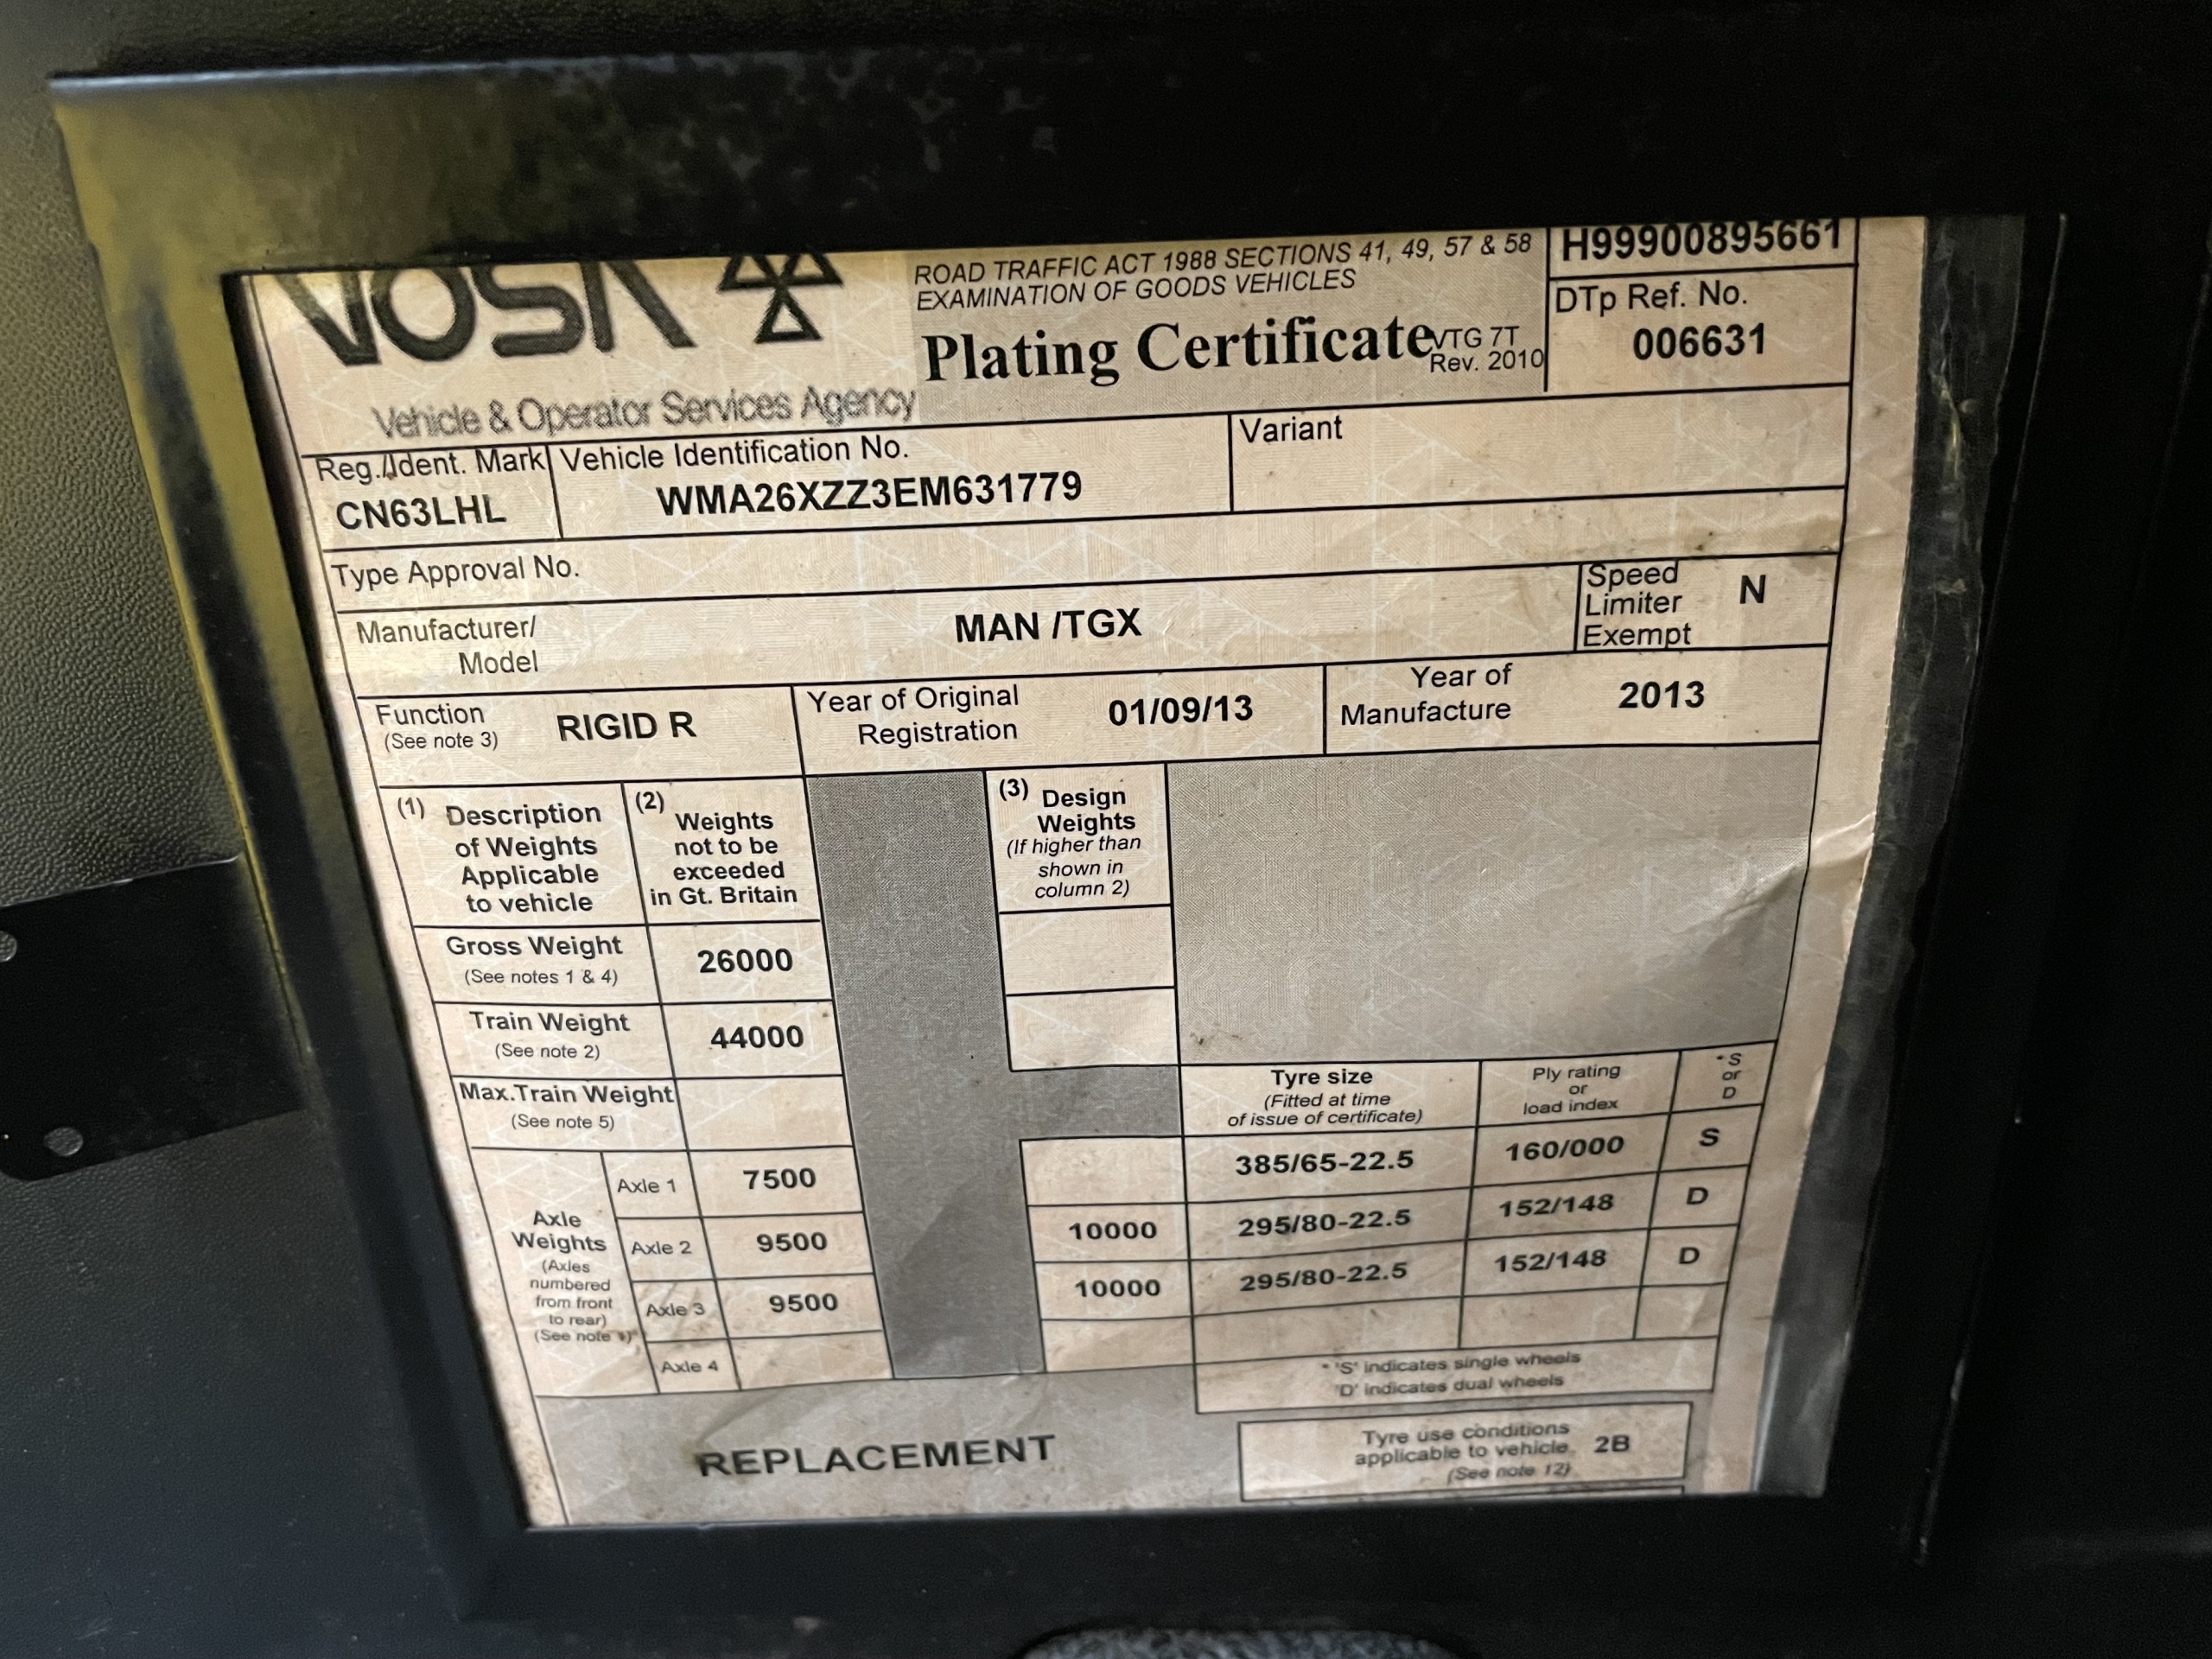 VOSA
Vehicle & Operator Services Agency
ROAD TRAFFIC ACT 1988 SECTIONS 41, 49, 57 & 58
EXAMINATION OF GOODS VEHICLES
Plating Certificate
VTG 7T
Rev. 2010
H99900895661
DTp Ref. No.
006631
Reg./Ident. Mark
CN63LHL
Vehicle Identification No.
WMA26XZZ3EM631779
Variant
Type Approval No.
Manufacturer/
Model
MAN /TGX
Speed
Limiter
Exempt
N
Function
(See note 3)
RIGID R
Year of Original
Registration
01/09/13
Year of
Manufacture
2013
(1) Description
of Weights
Applicable
to vehicle
(2) Weights
not to be
exceeded
in Gt. Britain
(3) Design
Weights
(If higher than
shown in
column 2)
Gross Weight
(See notes 1 & 4)
26000
Train Weight
(See note 2)
44000
Max.Train Weight
(See note 5)
Tyre size
(Fitted at time
of issue of certificate)
Ply rating
or
load index
* S
or
D
Axle
Weights
(Axles
numbered
from front
to rear)
(See note
Axle 1 7500 385/65-22.5 160/000 S
Axle 2 9500 10000 295/80-22.5 152/148 D
Axle 3 9500 10000 295/80-22.5 152/148 D
Axle 4
* 'S' indicates single wheels
'D' indicates dual wheels
REPLACEMENT
Tyre use conditions
applicable to vehicle 2B
(See note 12)